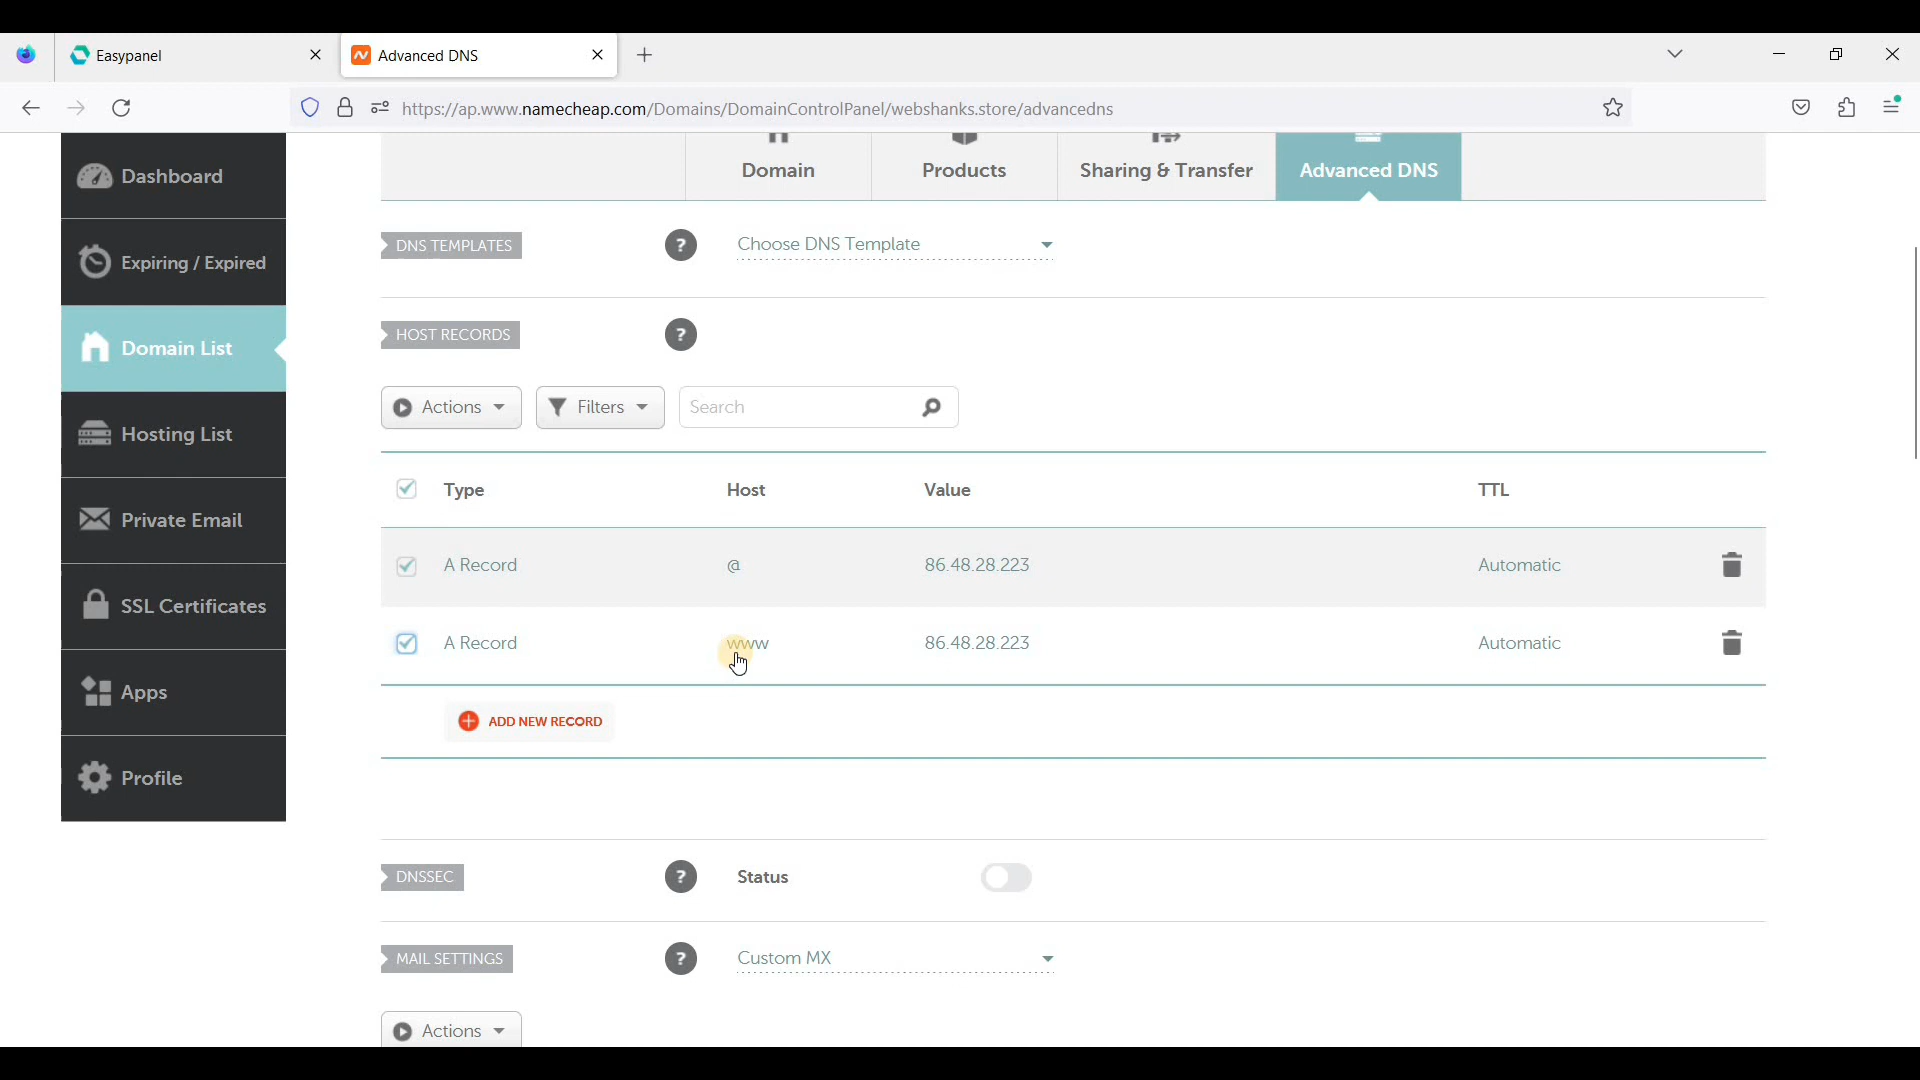 Easypanel
Advanced DNS
https://ap.www.namecheap.com/Domains/DomainControlPanel/webshanks.store/advancedns
Dashboard
Expiring / Expired
Domain List
Hosting List
Private Email
SSL Certificates
Apps
Profile
Domain
Products
Sharing & Transfer
Advanced DNS
DNS TEMPLATES
?
Choose DNS Template
HOST RECORDS
?
Actions
Filters
Search
Type Host Value TTL
A Record @ 86.48.28.223 Automatic
A Record www 86.48.28.223 Automatic
ADD NEW RECORD
DNSSEC
?
Status
MAIL SETTINGS
?
Custom MX
Actions